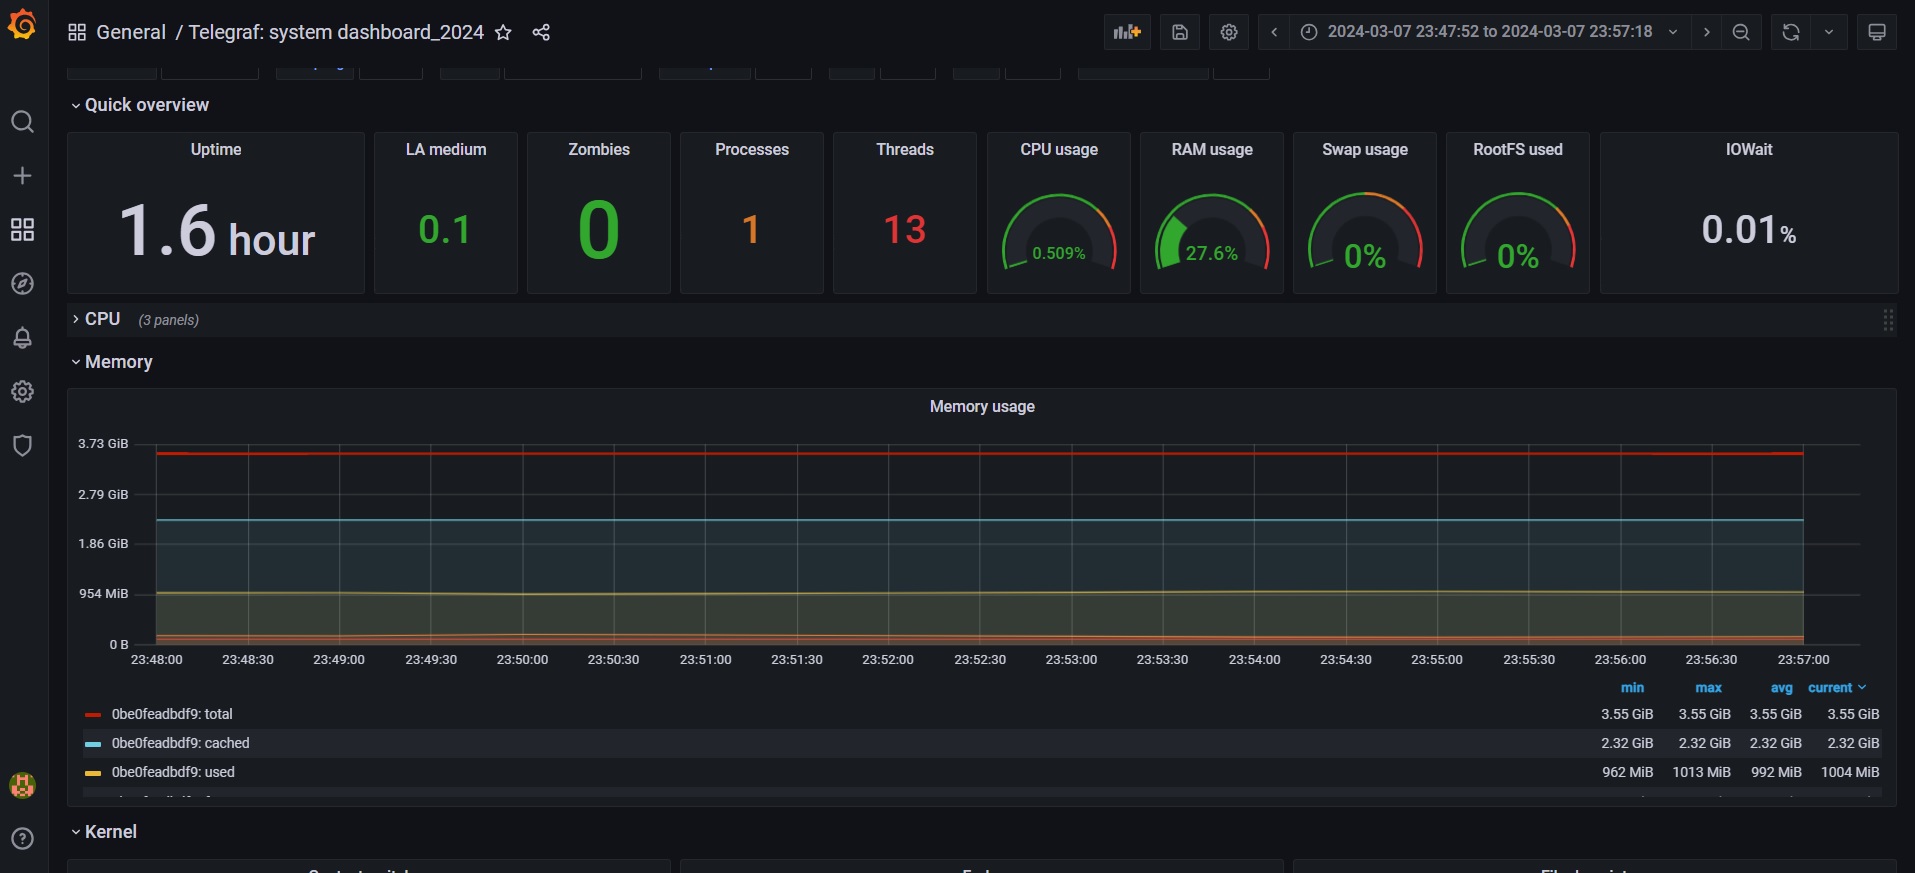 General / Telegraf: system dashboard_2024
2024-03-07 23:47:52 to 2024-03-07 23:57:18
Quick overview
Uptime
1.6 hour
LA medium
0.1
Zombies
0
Processes
1
Threads
13
CPU usage
0.509%
RAM usage
27.6%
Swap usage
0%
RootFS used
0%
IOWait
0.01%
CPU (3 panels)
Memory
Memory usage
3.73 GiB
2.79 GiB
1.86 GiB
954 MiB
0 B
23:48:00 23:48:30 23:49:00 23:49:30 23:50:00 23:50:30 23:51:00 23:51:30 23:52:00 23:52:30 23:53:00 23:53:30 23:54:00 23:54:30 23:55:00 23:55:30 23:56:00 23:56:30 23:57:00
min max avg current
0be0feadbdf9: total 3.55 GiB 3.55 GiB 3.55 GiB 3.55 GiB
0be0feadbdf9: cached 2.32 GiB 2.32 GiB 2.32 GiB 2.32 GiB
0be0feadbdf9: used 962 MiB 1013 MiB 992 MiB 1004 MiB
Kernel